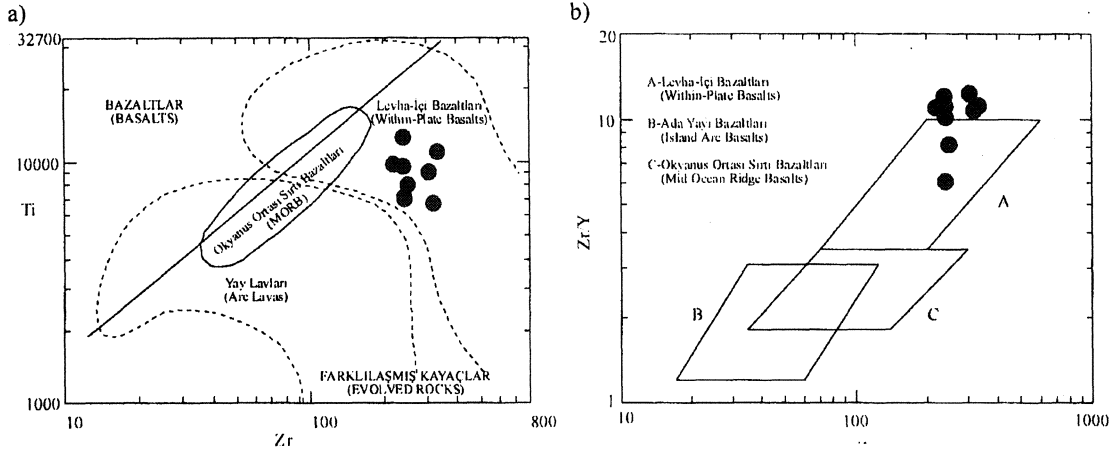 a)
32700
BAZALTLAR
(BASALTS)
Levha-İçi Bazaltları
(Within-Plate Basalts)
10000
Ti
Okyanus Ortası Sırtı Bazaltları
(MORB)
Yay Lavları
(Arc Lavas)
FARKLILAŞMIŞ KAYAÇLAR
(EVOLVED ROCKS)
1000
10
100
800
Zr
b)
20
A-Levha-İçi Bazaltları
(Within-Plate Basalts)
B-Ada Yayi Bazaltları
(Island Arc Basalts)
C-Okyanus Ortası Sırtı Bazaltları
(Mid Ocean Ridge Basalts)
10
Zr/Y
A
B
C
1
10
100
1000